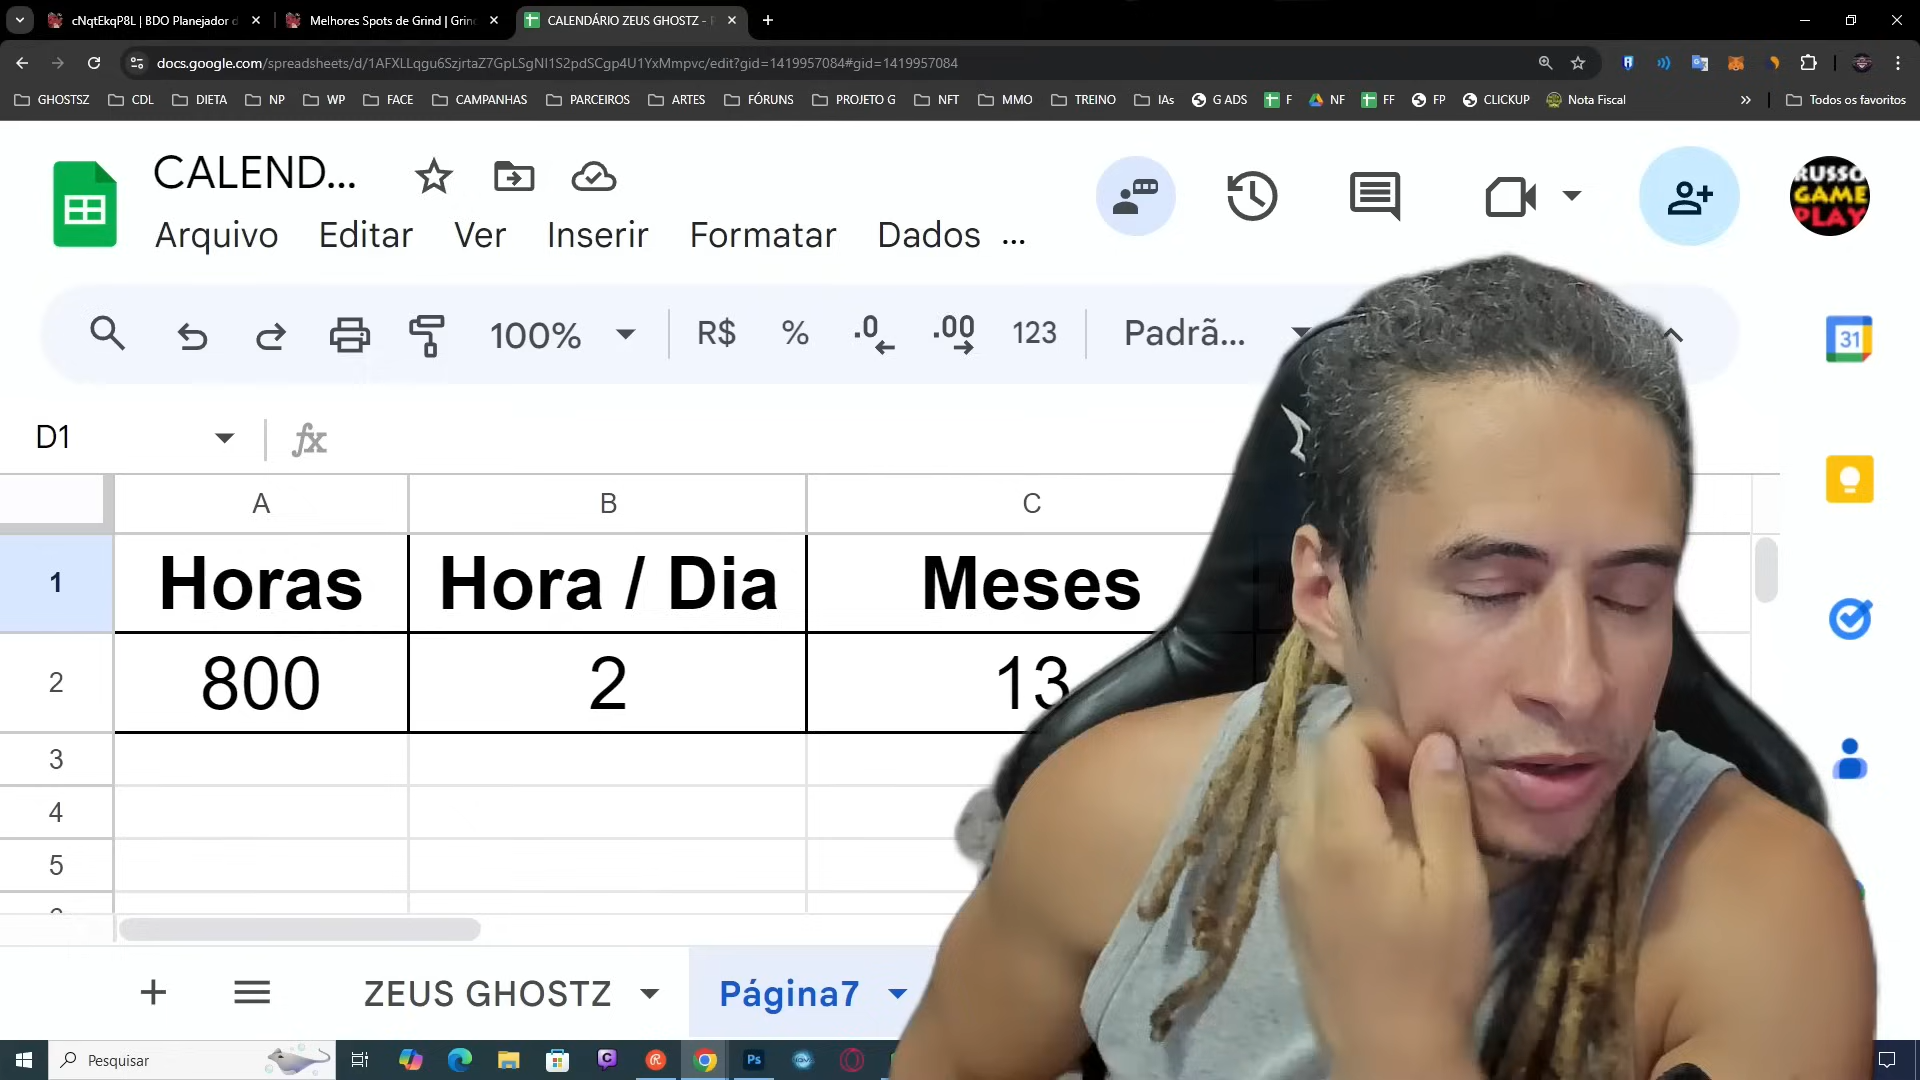 cNqtEkqP8L | BDO Planejador d
Melhores Spots de Grind | Grin
CALENDÁRIO ZEUS GHOSTZ - P
docs.google.com/spreadsheets/d/1AFXLLqgu6SzjrtaZ7GpLSgNI1S2pdSCgp4U1YxMmpvc/edit?gid=1419957084#gid=1419957084
GHOSTSZ CDL DIETA NP WP FACE CAMPANHAS PARCEIROS ARTES FÓRUNS PROJETO G NFT MMO TREINO IAs G ADS F NF FF FP CLICKUP Nota Fiscal » Todos os favoritos
CALEND...
RUSSO
GAME
PLAY
Arquivo Editar Ver Inserir Formatar Dados ...
100% R$ % .0 .00 123 Padrã...
31
D1 fx
A B C
1 Horas Hora / Dia Meses
2 800 2 13
3
4
5
+ ZEUS GHOSTZ Página7
Pesquisar
Ps